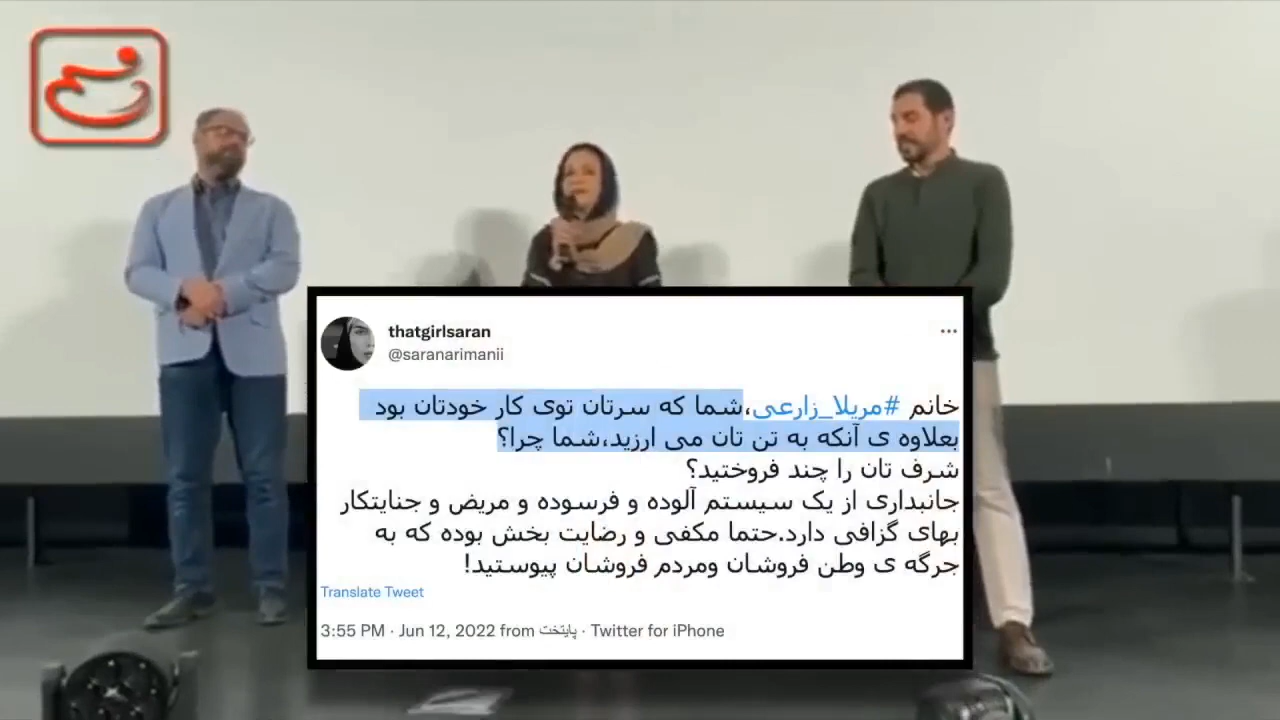 thatgirlsaran
@saranarimanii
خانم #مریلا_زارعی،شما که سرتان توی کار خودتان بود
بعلاوه ی آنکه به تن تان می ارزید،شما چرا؟
شرف تان را چند فروختید؟
جانبداری از یک سیستم آلوده و فرسوده و مریض و جنایتکار
بهای گزافی دارد.حتما مکفی و رضایت بخش بوده که به
جرگه ی وطن فروشان ومردم فروشان پیوستید!
Translate Tweet
3:55 PM · Jun 12, 2022 from پایتخت · Twitter for iPhone